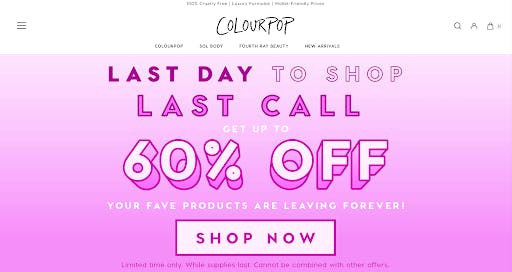 100% Cruelty Free | Luxury Formulas | Wallet-Friendly Prices
COLOURPOP
COLOURPOP SOL BODY FOURTH RAY BEAUTY NEW ARRIVALS
LAST DAY TO SHOP
LAST CALL
GET UP TO
60% OFF
YOUR FAVE PRODUCTS ARE LEAVING FOREVER!
SHOP NOW
Limited time only. While supplies last. Cannot be combined with other offers.